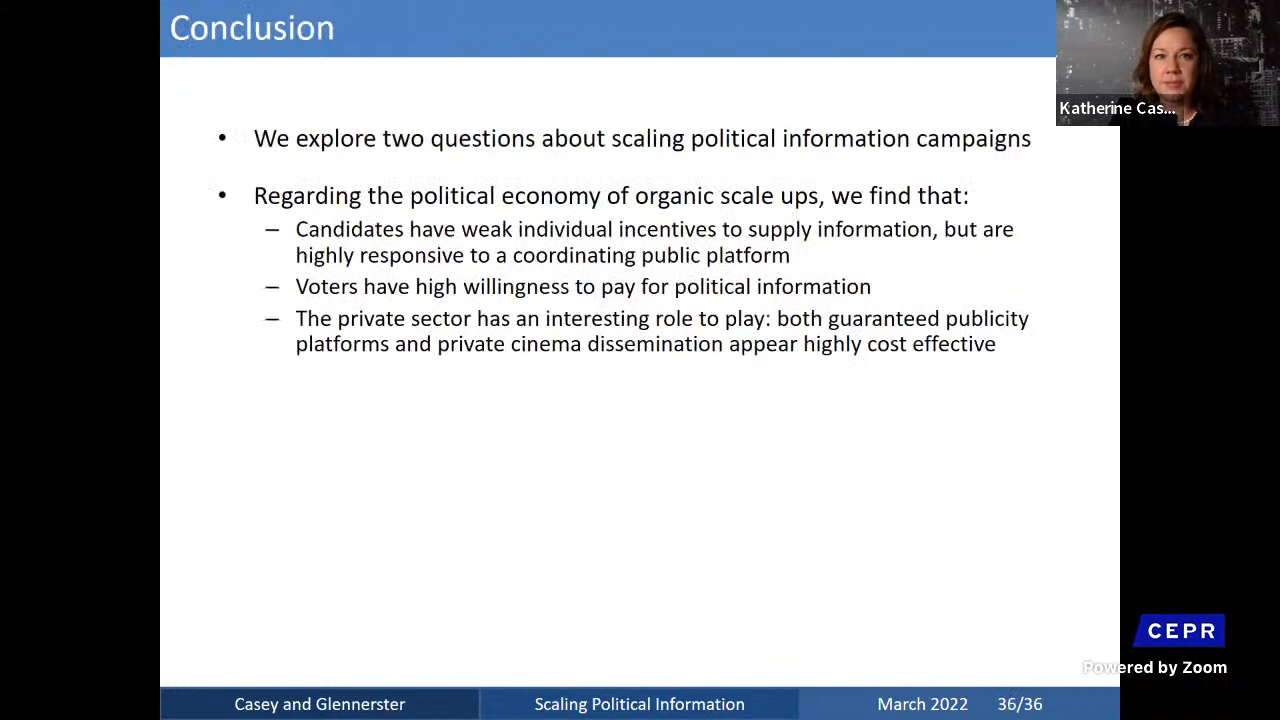 Conclusion
Katherine Cas...
• We explore two questions about scaling political information campaigns
• Regarding the political economy of organic scale ups, we find that:
– Candidates have weak individual incentives to supply information, but are
highly responsive to a coordinating public platform
– Voters have high willingness to pay for political information
– The private sector has an interesting role to play: both guaranteed publicity
platforms and private cinema dissemination appear highly cost effective
CEPR
Powered by Zoom
Casey and Glennerster
Scaling Political Information
March 2022
36/36